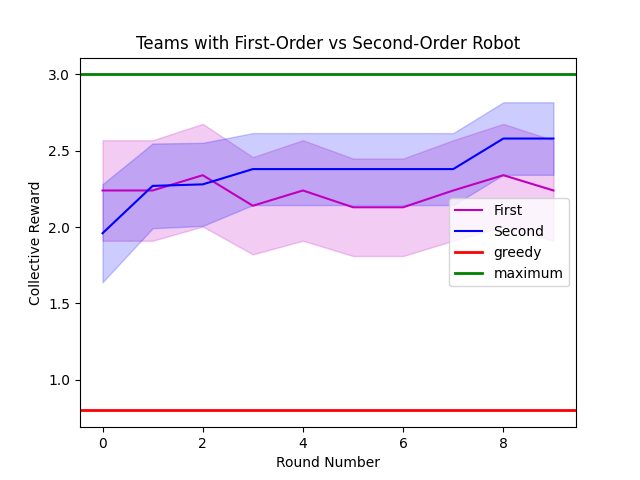 Teams with First-Order vs Second-Order Robot
3.0
2.5
2.0
1.5
1.0
Collective Reward
First
Second
greedy
maximum
0 2 4 6 8
Round Number